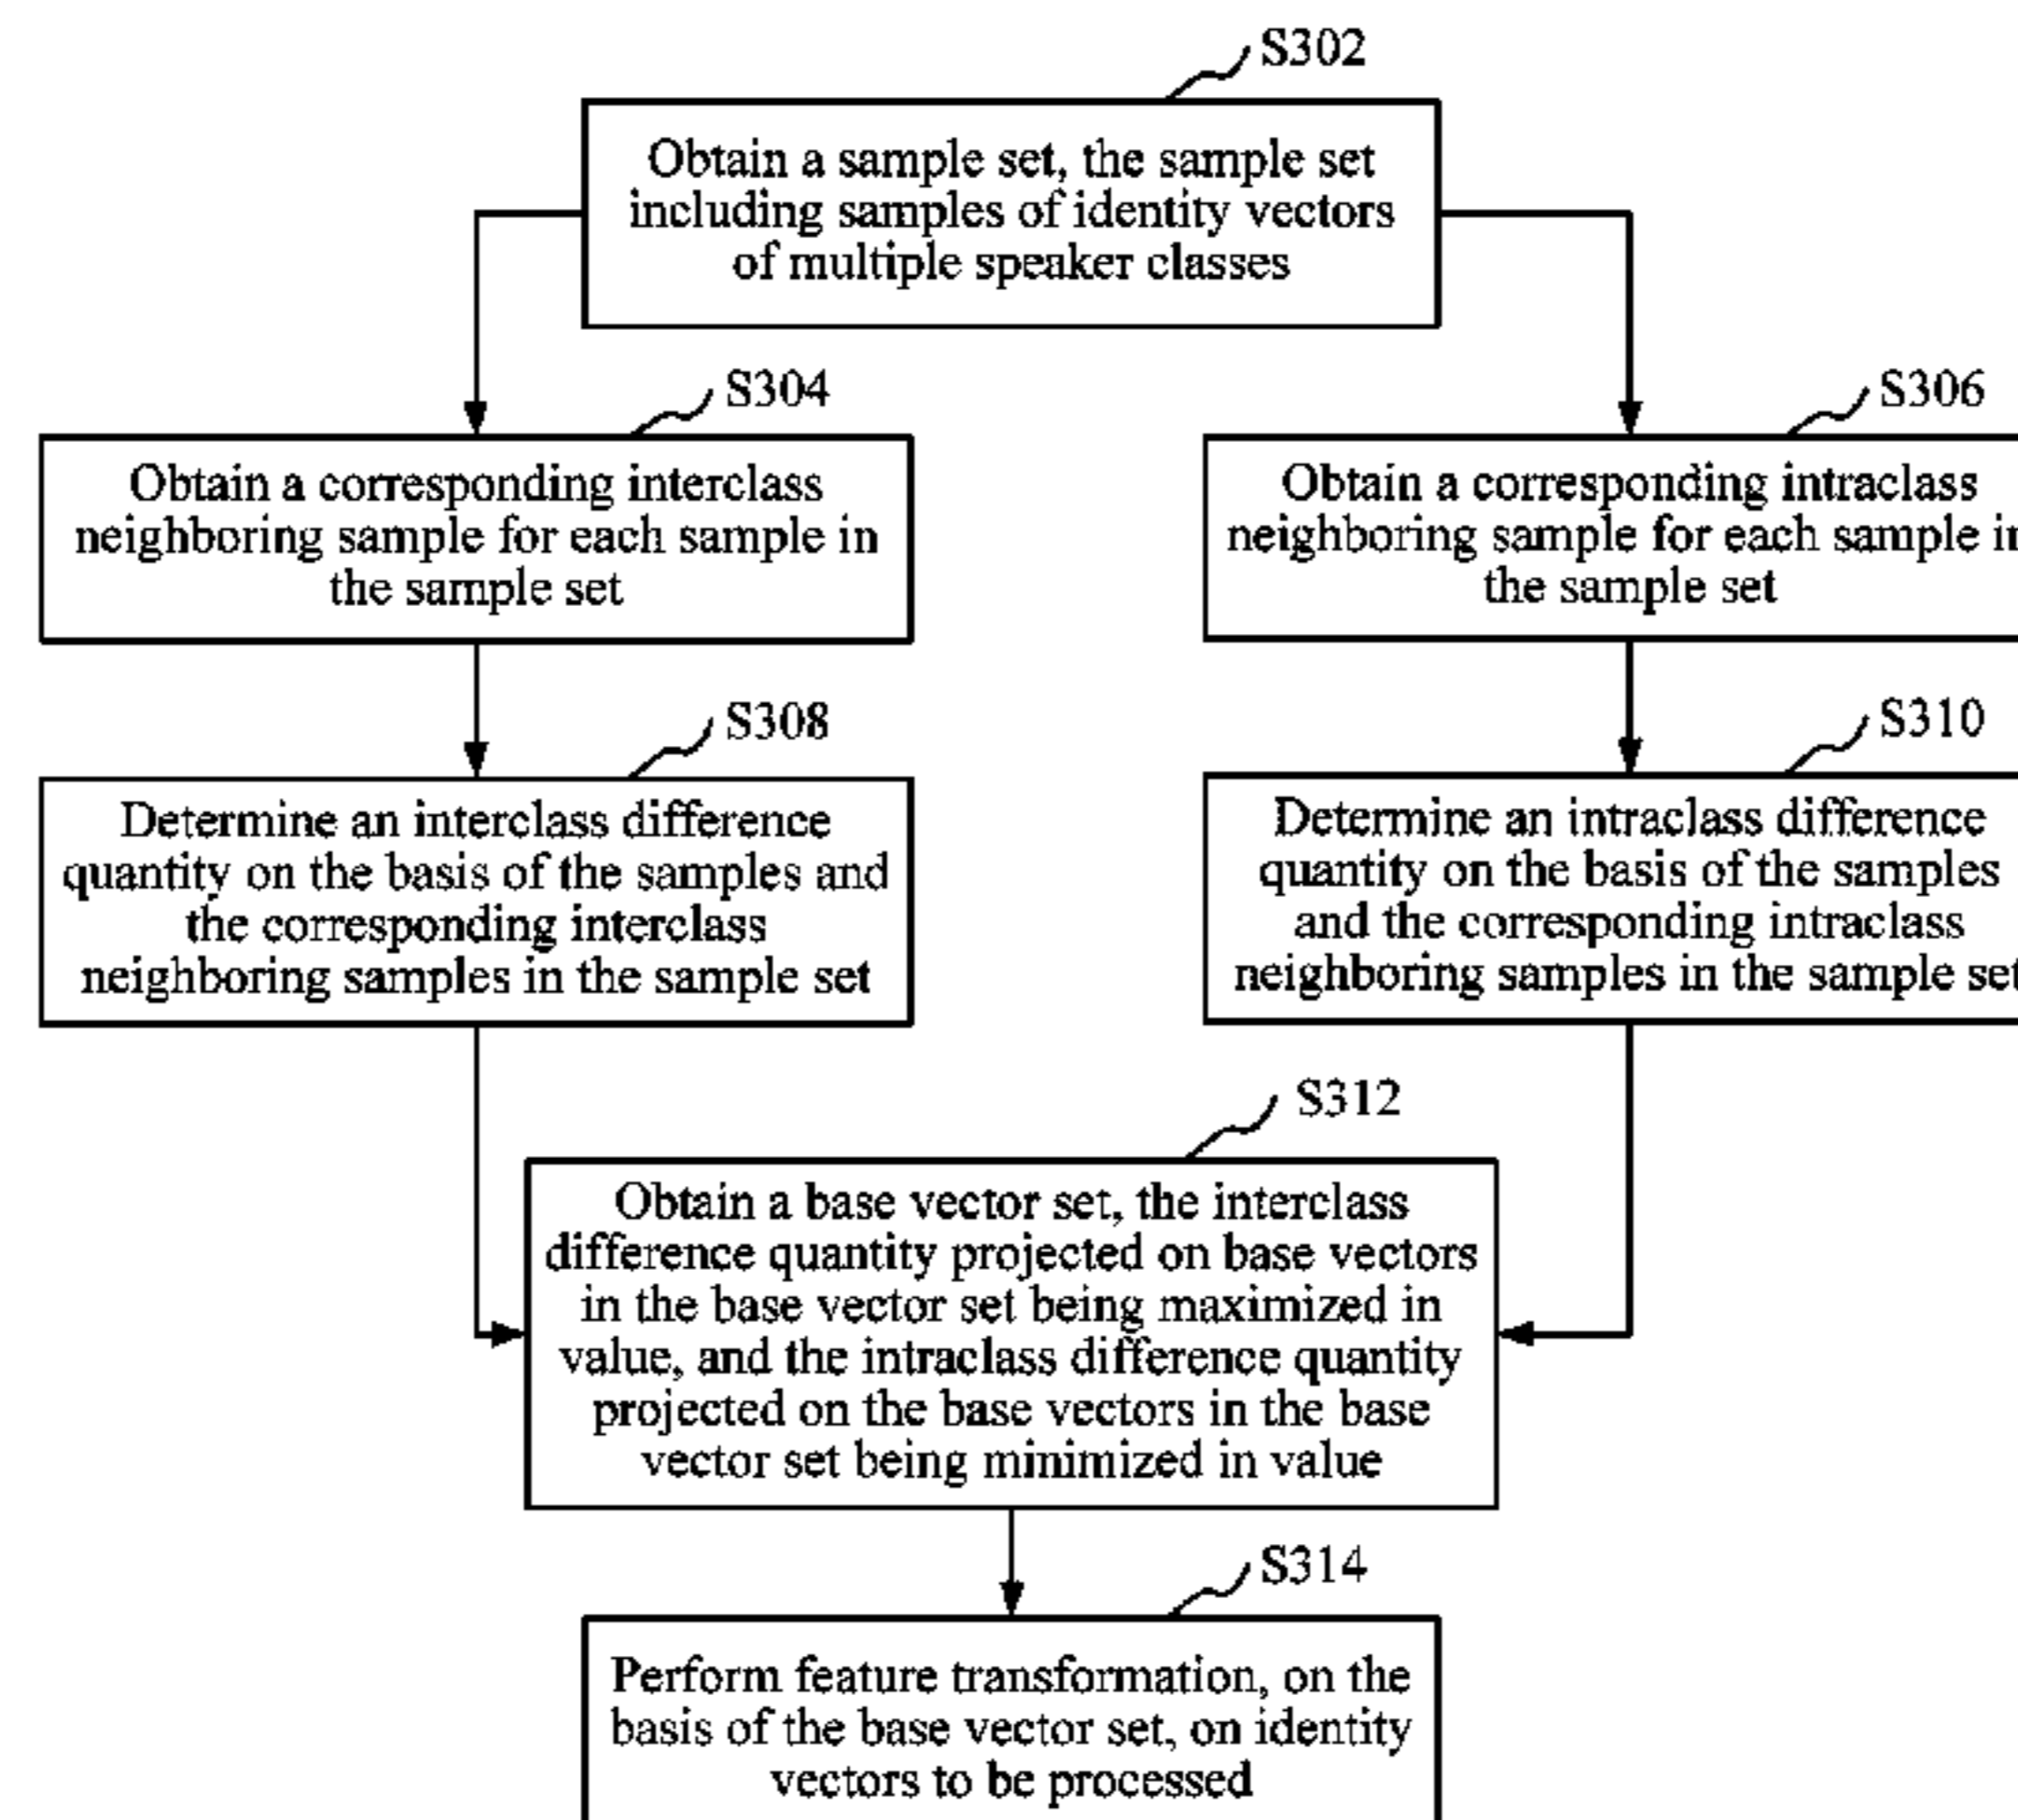 S302
Obtain a sample set, the sample set
including samples of identity vectors
of multiple speaker classes
S304
Obtain a corresponding interclass
neighboring sample for each sample in
the sample set
S306
Obtain a corresponding intraclass
neighboring sample for each sample
the sample set
S308
Determine an interclass difference
quantity on the basis of the samples and
the corresponding interclass
neighboring samples in the sample set
S310
Determine an intraclass difference
quantity on the basis of the samples
and the corresponding intraclass
neighboring samples in the sample set
S312
Obtain a base vector set, the interclass
difference quantity projected on base vectors
in the base vector set being maximized in
value, and the intraclass difference quantity
projected on the base vectors in the base
vector set being minimized in value
S314
Perform feature transformation, on the
basis of the base vector set, on identity
vectors to be processed